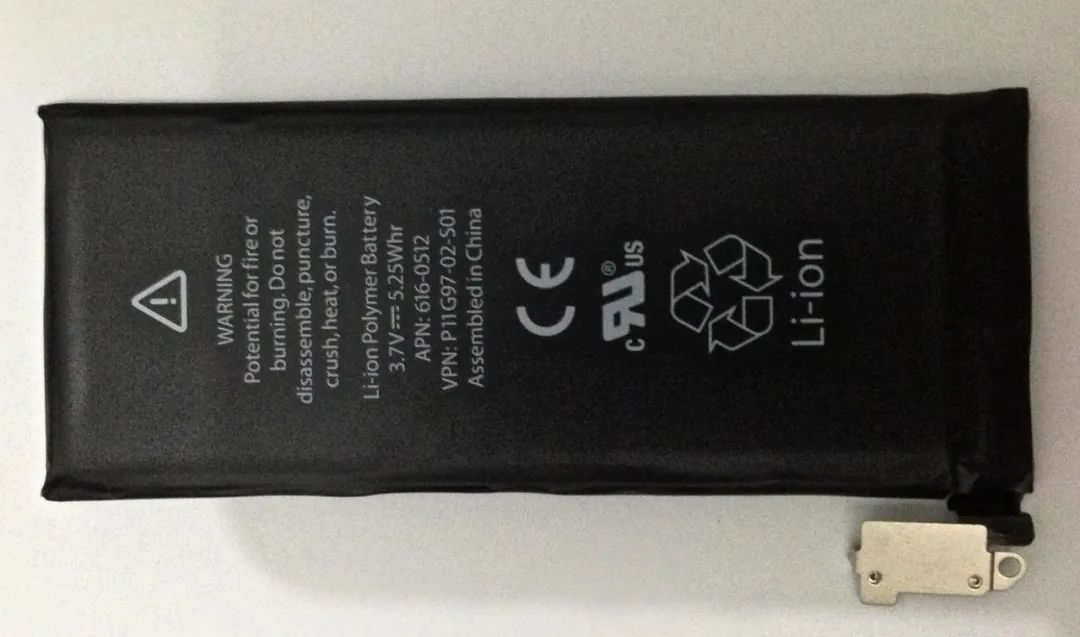 WARNING
Potential for fire or
burning. Do not
disassemble, puncture,
crush, heat, or burn.
Li-ion Polymer Battery
3.7V⎓5.25Whr
APN: 616-0512
VPN: P11G97-02-S01
Assembled in China
CE
c RU® US
Li-ion